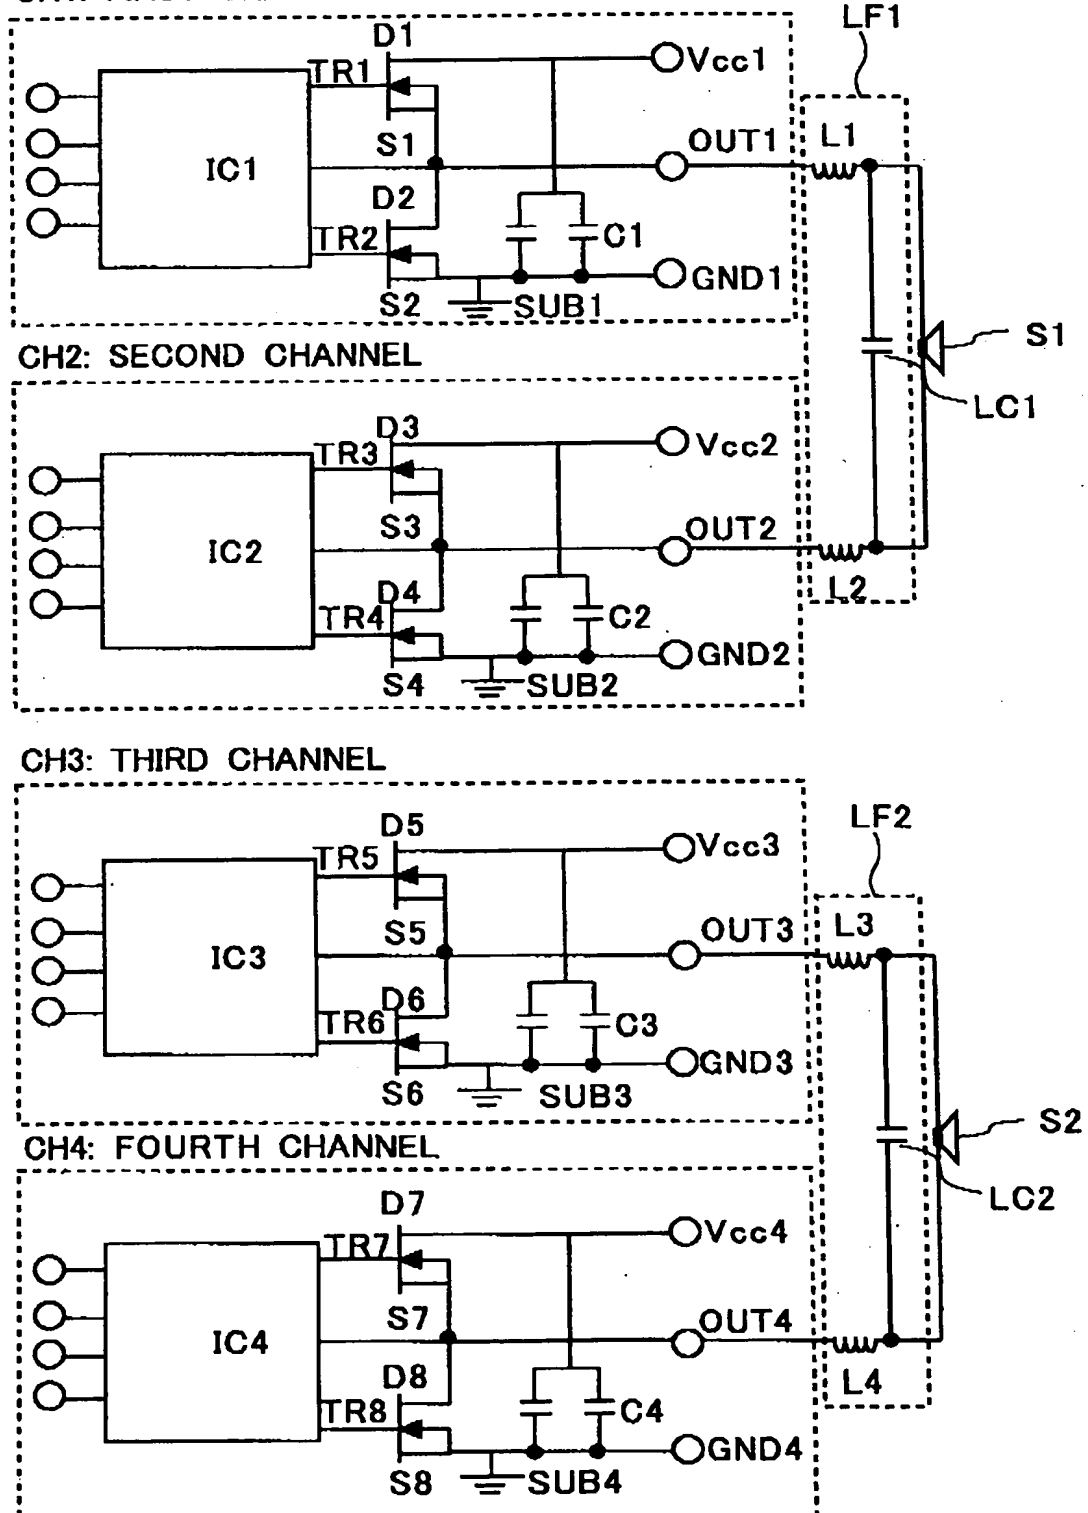 LF1
D1
Vcc1
TR1
S1
OUT1
L1
IC1
D2
TR2
C1
GND1
S2
SUB1
S1
CH2: SECOND CHANNEL
LC1
D3
Vcc2
TR3
S3
OUT2
IC2
L2
D4
TR4
C2
GND2
S4
SUB2
CH3: THIRD CHANNEL
LF2
D5
Vcc3
TR5
S5
OUT3
L3
IC3
D6
TR6
C3
GND3
S6
SUB3
S2
CH4: FOURTH CHANNEL
LC2
D7
Vcc4
TR7
S7
OUT4
IC4
L4
D8
TR8
C4
GND4
S8
SUB4